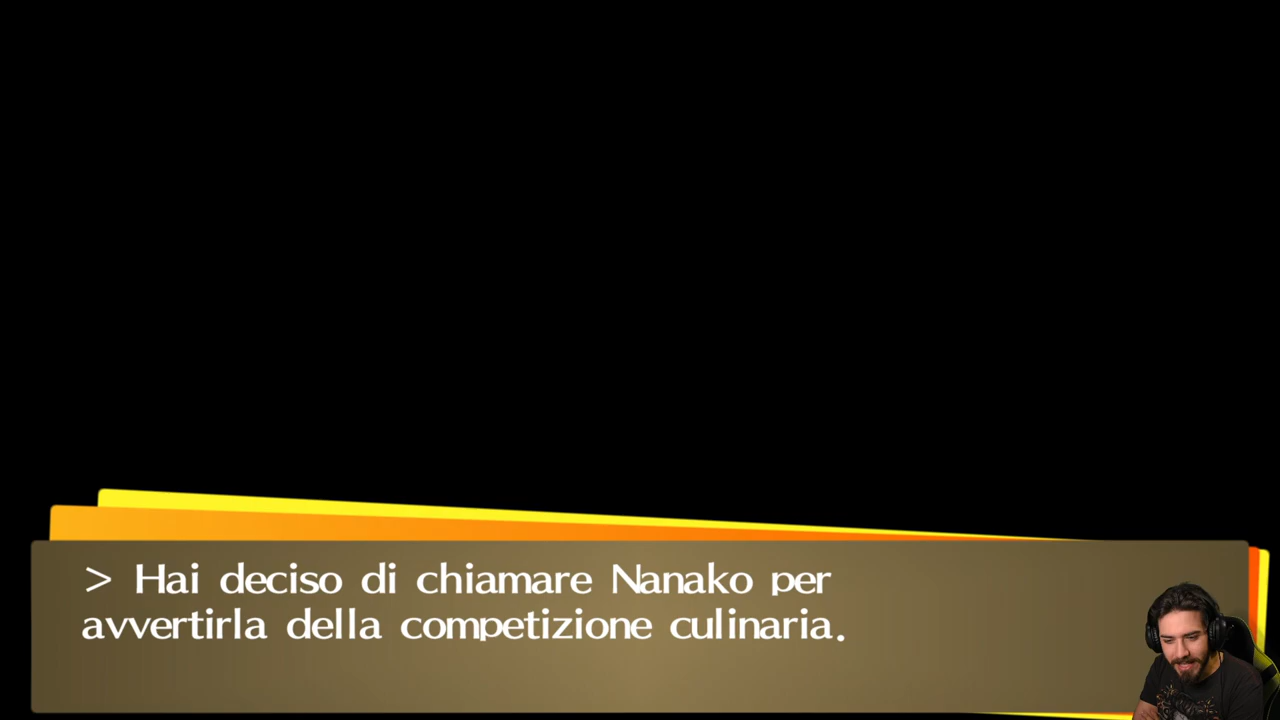 > Hai deciso di chiamare Nanako per
avvertirla della competizione culinaria.